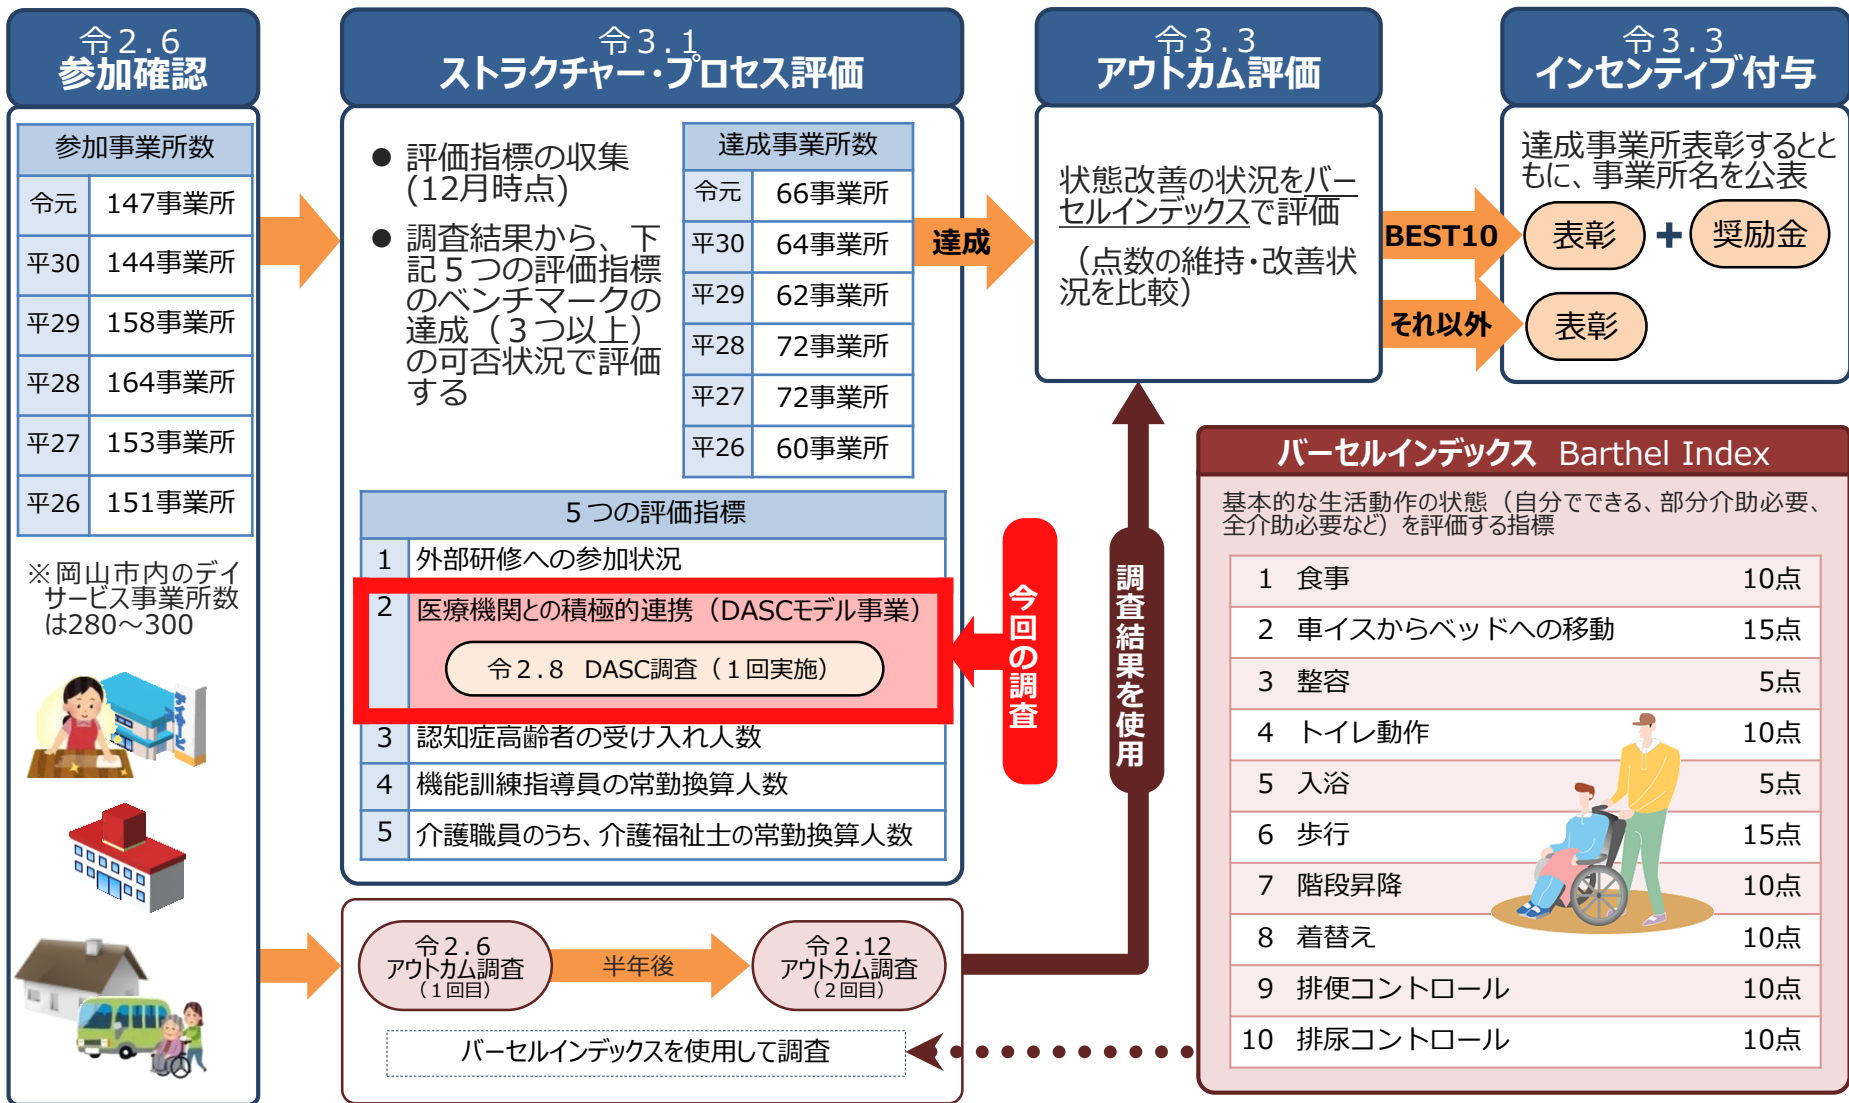 令２.６
参加確認
参加事業所数
令元 147事業所
平30 144事業所
平29 158事業所
平28 164事業所
平27 153事業所
平26 151事業所
※岡山市内のデイ
サービス事業所数
は280～300
令３.１
ストラクチャー・プロセス評価
● 評価指標の収集
(12月時点)
● 調査結果から、下
記５つの評価指標
のベンチマークの
達成（３つ以上）
の可否状況で評価
する
達成事業所数
令元 66事業所
平30 64事業所
平29 62事業所
平28 72事業所
平27 72事業所
平26 60事業所
５つの評価指標
1 外部研修への参加状況
2 医療機関との積極的連携（DASCモデル事業）
令２.８ DASC調査（１回実施）
3 認知症高齢者の受け入れ人数
4 機能訓練指導員の常勤換算人数
5 介護職員のうち、介護福祉士の常勤換算人数
今回の調査
令２.６
アウトカム調査
（１回目）
半年後
令２.12
アウトカム調査
（２回目）
バーセルインデックスを使用して調査
達成
調査結果を使用
令３.３
アウトカム評価
状態改善の状況をバー
セルインデックスで評価
（点数の維持・改善状
況を比較）
BEST10
それ以外
令３.３
インセンティブ付与
達成事業所表彰するとと
もに、事業所名を公表
表彰 + 奨励金
表彰
バーセルインデックス Barthel Index
基本的な生活動作の状態（自分でできる、部分介助必要、
全介助必要など）を評価する指標
1 食事 10点
2 車イスからベッドへの移動 15点
3 整容 5点
4 トイレ動作 10点
5 入浴 5点
6 歩行 15点
7 階段昇降 10点
8 着替え 10点
9 排便コントロール 10点
10 排尿コントロール 10点